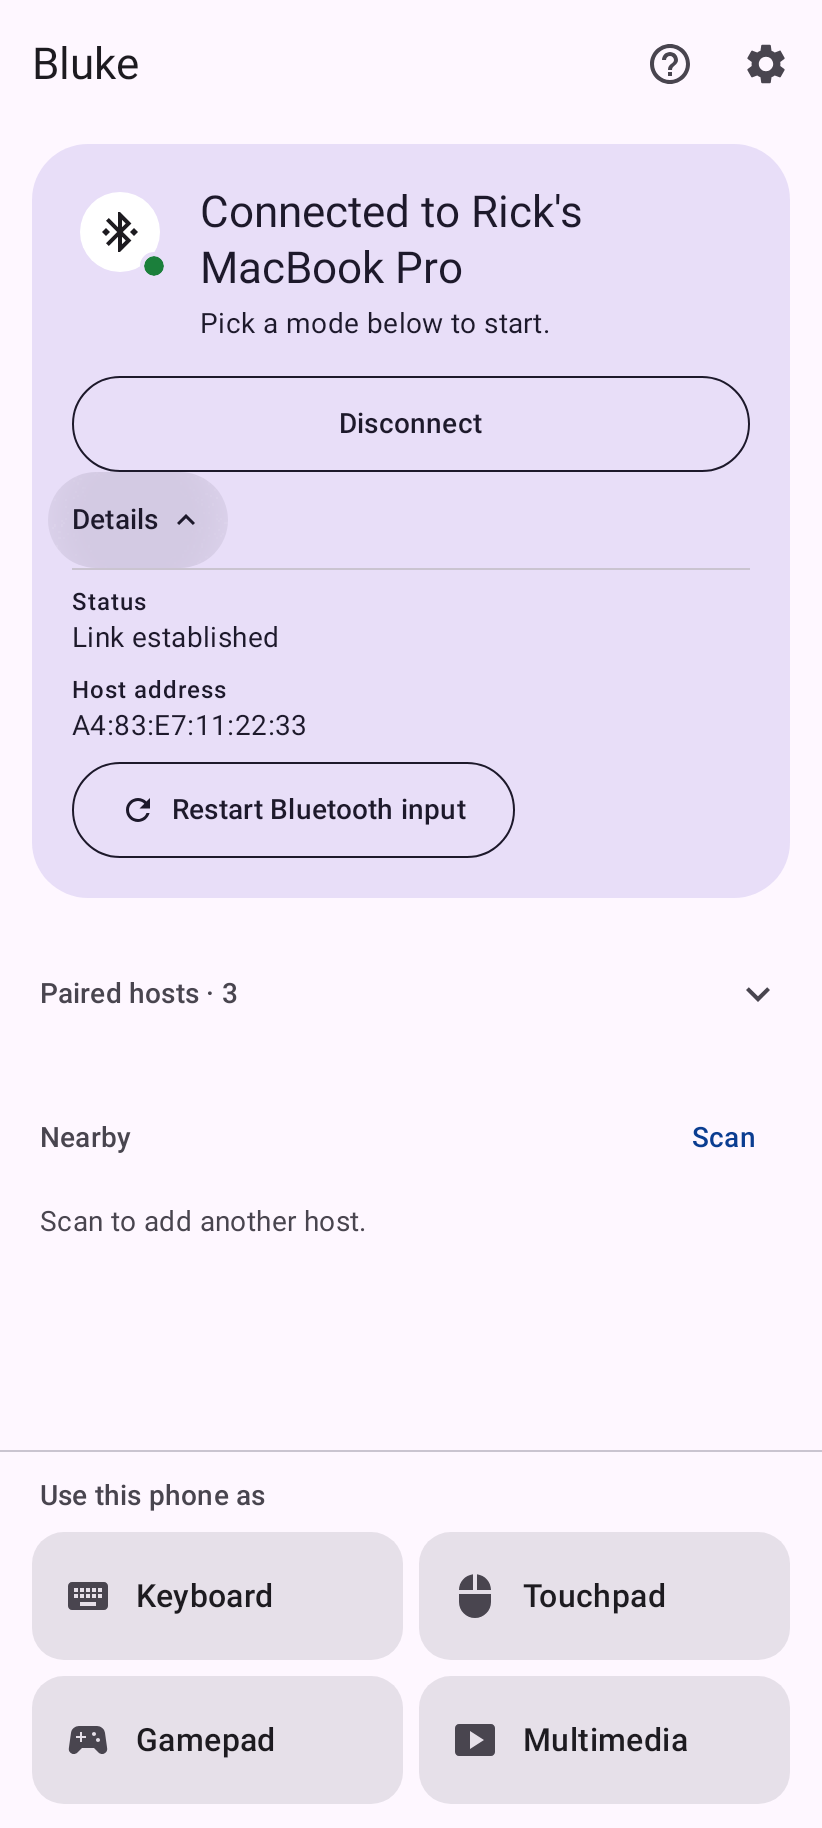 Bluke
Connected to Rick's
MacBook Pro
Pick a mode below to start.
Disconnect
Details
Status
Link established
Host address
A4:83:E7:11:22:33
Restart Bluetooth input
Paired hosts · 3
Nearby
Scan
Scan to add another host.
Use this phone as
Keyboard
Touchpad
Gamepad
Multimedia